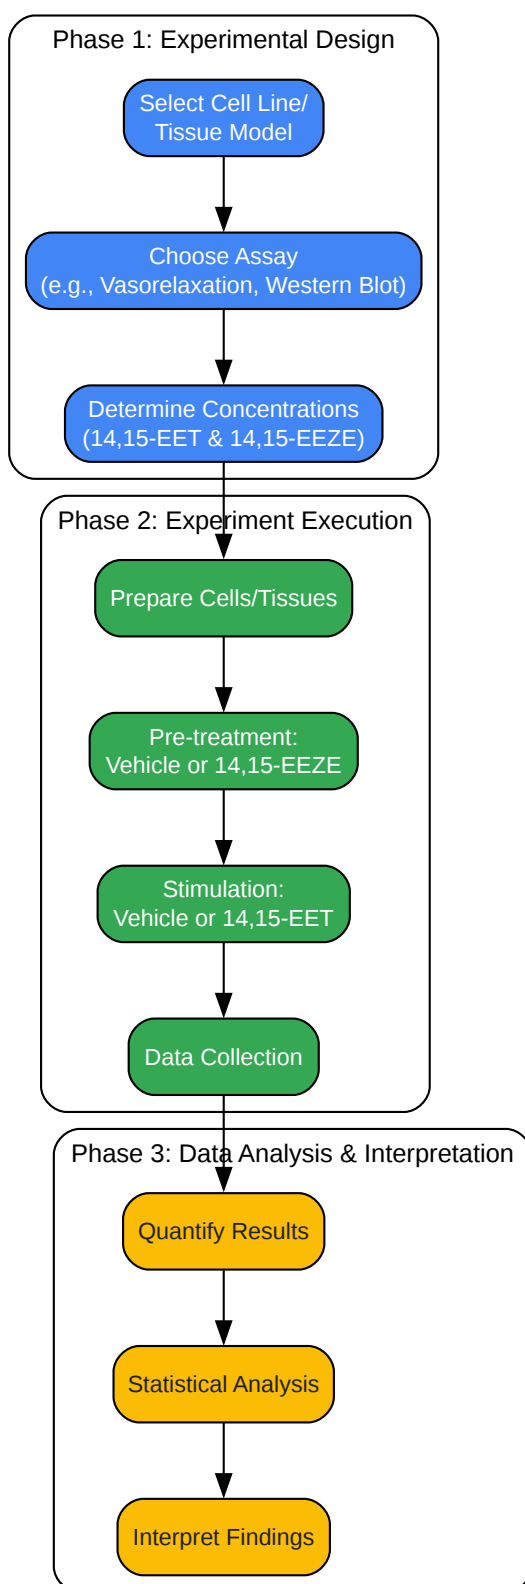 Phase 1: Experimental Design
Select Cell Line/
Tissue Model
Choose Assay
(e.g., Vasorelaxation, Western Blot)
Determine Concentrations
(14,15-EET & 14,15-EEZE)
Phase 2: Experiment Execution
Prepare Cells/Tissues
Pre-treatment:
Vehicle or 14,15-EEZE
Stimulation:
Vehicle or 14,15-EET
Data Collection
Phase 3: Data Analysis & Interpretation
Quantify Results
Statistical Analysis
Interpret Findings